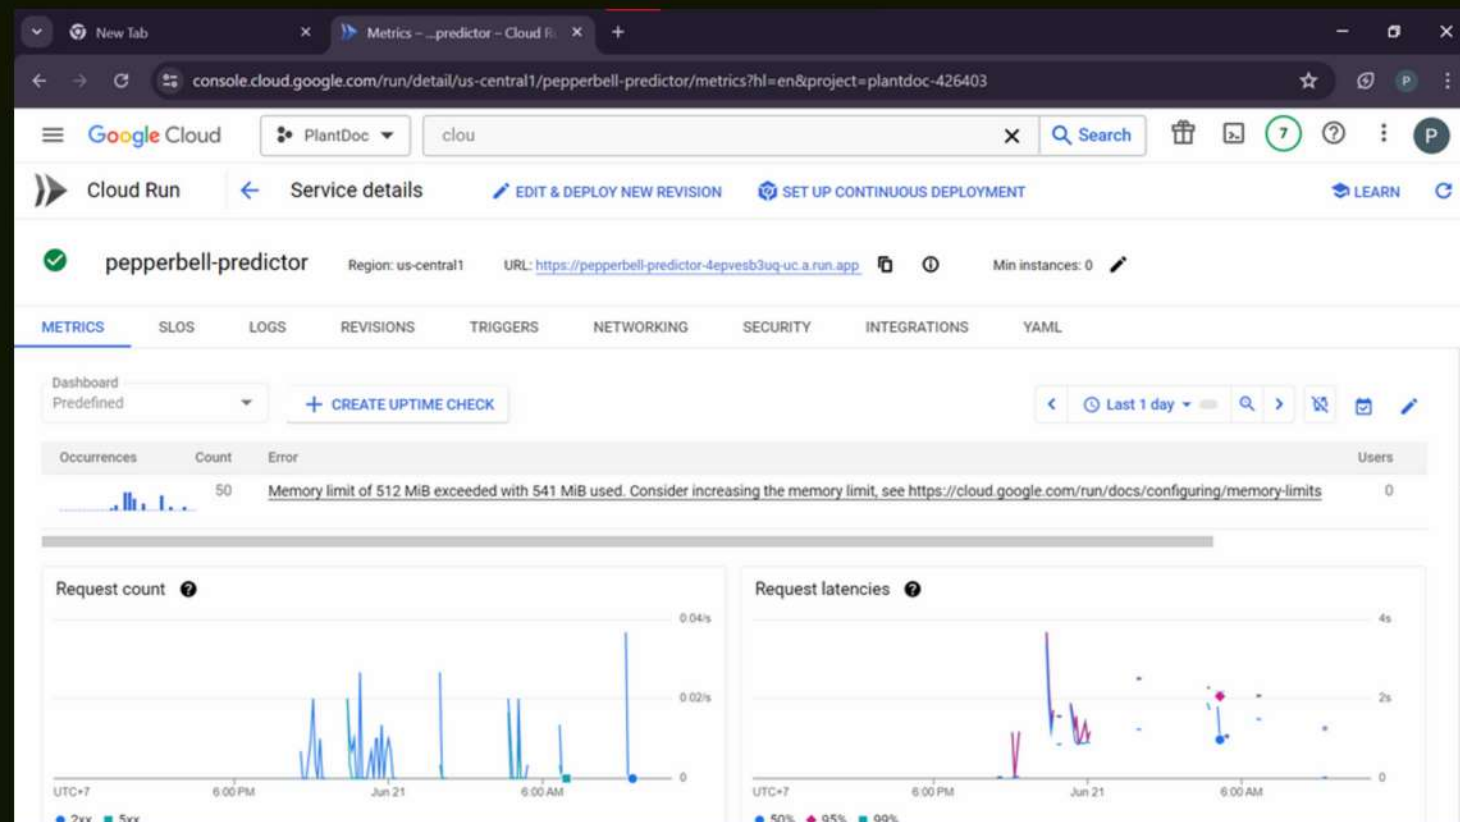 New Tab
Metrics – ...predictor – Cloud R
console.cloud.google.com/run/detail/us-central1/pepperbell-predictor/metrics?hl=en&project=plantdoc-426403
P
Google Cloud
PlantDoc
clou
Search
7
P
Cloud Run
Service details
EDIT & DEPLOY NEW REVISION
SET UP CONTINUOUS DEPLOYMENT
LEARN
pepperbell-predictor
Region: us-central1
URL: https://pepperbell-predictor-4epvesb3uq-uc.a.run.app
Min instances: 0
METRICS SLOS LOGS REVISIONS TRIGGERS NETWORKING SECURITY INTEGRATIONS YAML
Dashboard
Predefined
+ CREATE UPTIME CHECK
Last 1 day
Occurrences Count Error Users
50 Memory limit of 512 MiB exceeded with 541 MiB used. Consider increasing the memory limit, see https://cloud.google.com/run/docs/configuring/memory-limits 0
Request count
0.04/s
0.02/s
0
UTC+7 6:00 PM Jun 21 6:00 AM
2xx 5xx
Request latencies
4s
2s
0
UTC+7 6:00 PM Jun 21 6:00 AM
50% 95% 99%